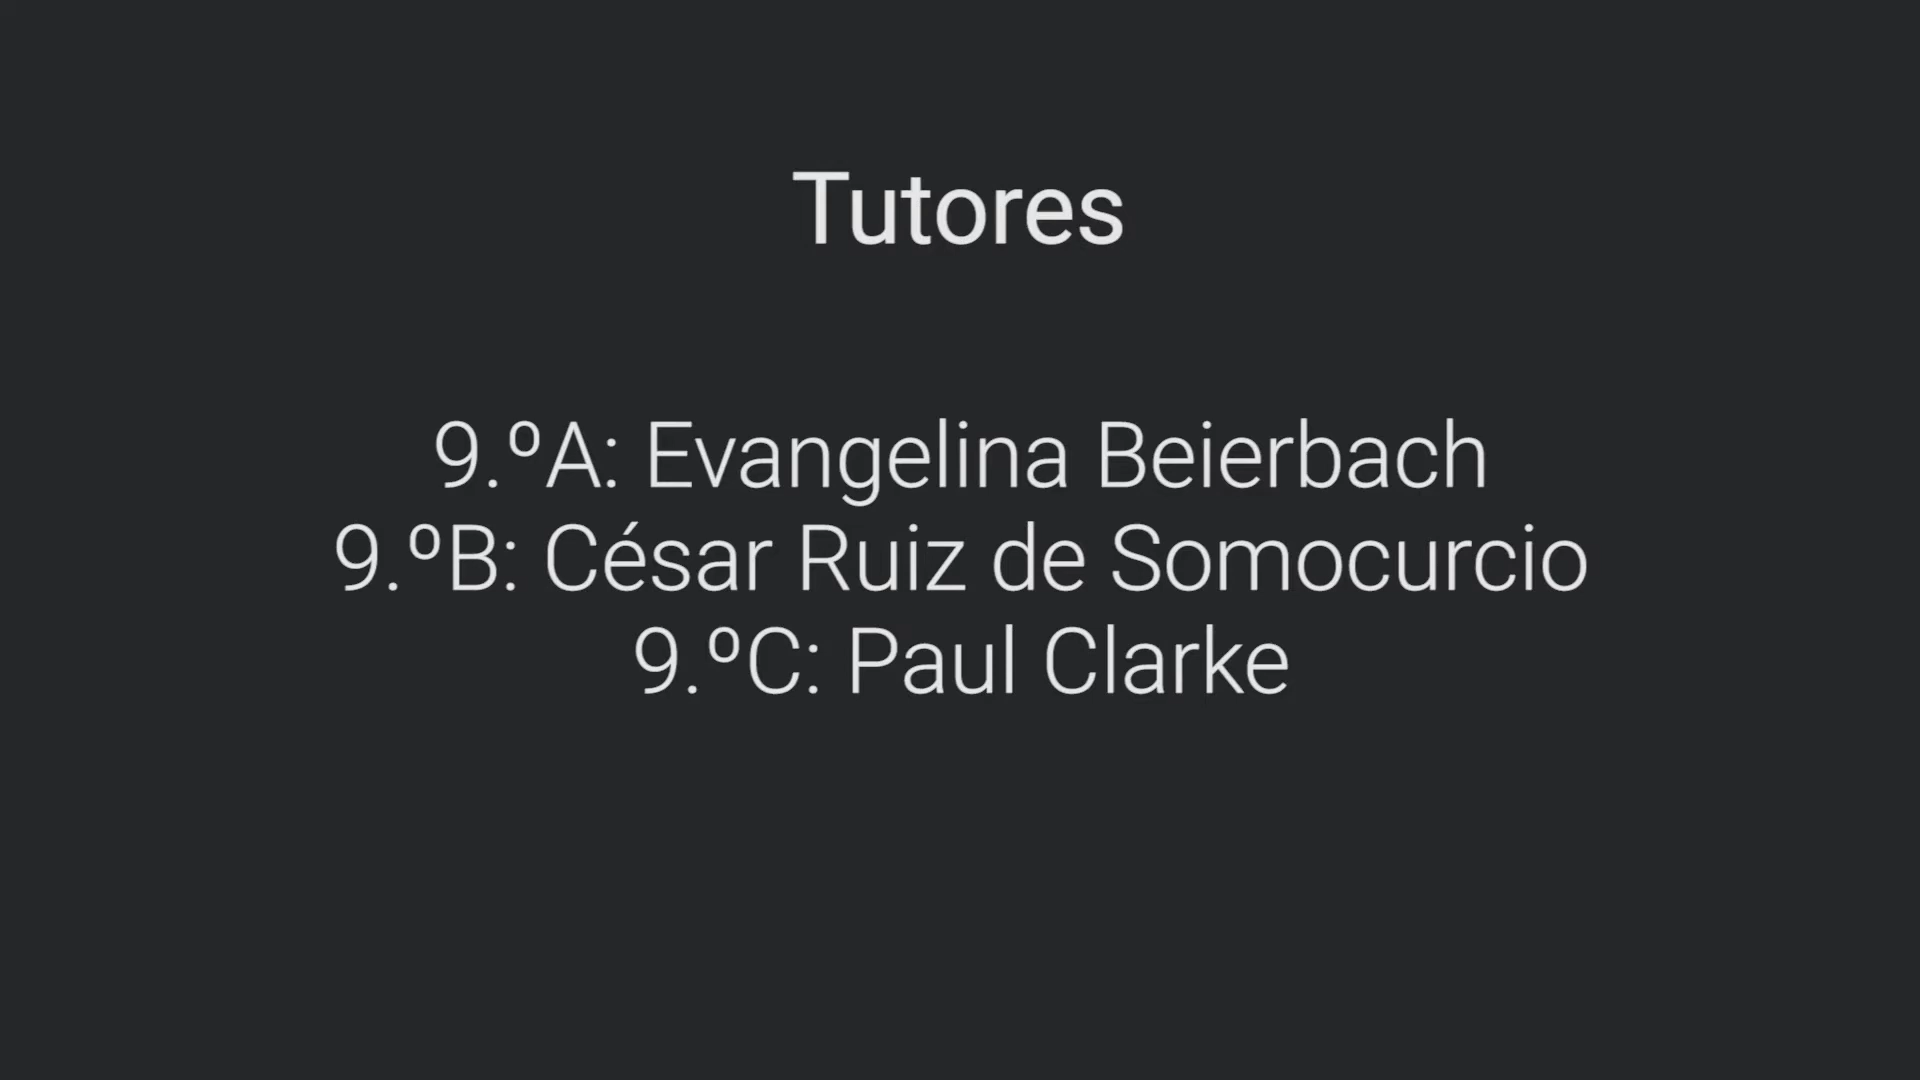 Tutores
9.ºA: Evangelina Beierbach
9.ºB: César Ruiz de Somocurcio
9.ºC: Paul Clarke